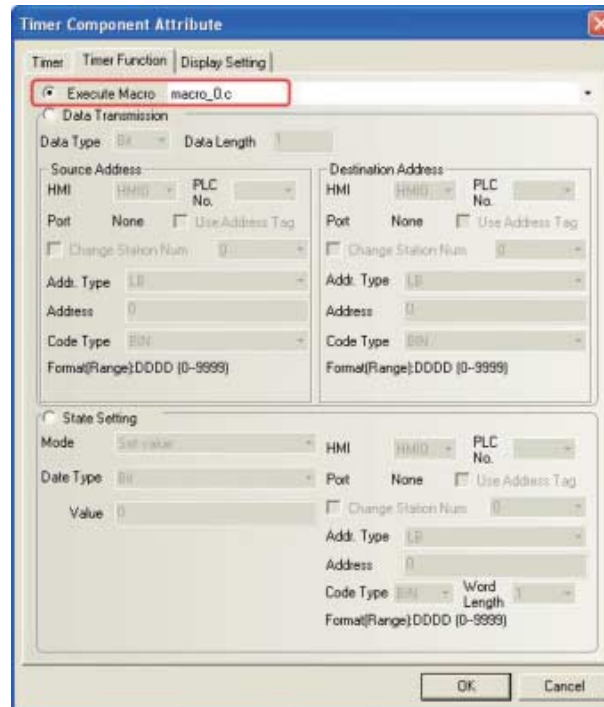 Timer Component Attribute
Timer Timer Function Display Setting
Execute Macro macro_0.c
Data Transmission
Data Type Bit Data Length 1
Source Address
HMI HMI0 PLC No.
Port None Use Address Tag
Change Station Num 0
Addr. Type LB
Address 0
Code Type BIN
Format(Range):DDDD (0~9999)
Destination Address
HMI HMI0 PLC No.
Port None Use Address Tag
Change Station Num 0
Addr. Type LB
Address 0
Code Type BIN
Format(Range):DDDD (0~9999)
State Setting
Mode Set value
Date Type Bit
Value 0
HMI HMI0 PLC No.
Port None Use Address Tag
Change Station Num 0
Addr. Type LB
Address 0
Code Type BIN Word Length 1
Format(Range):DDDD (0~9999)
OK Cancel